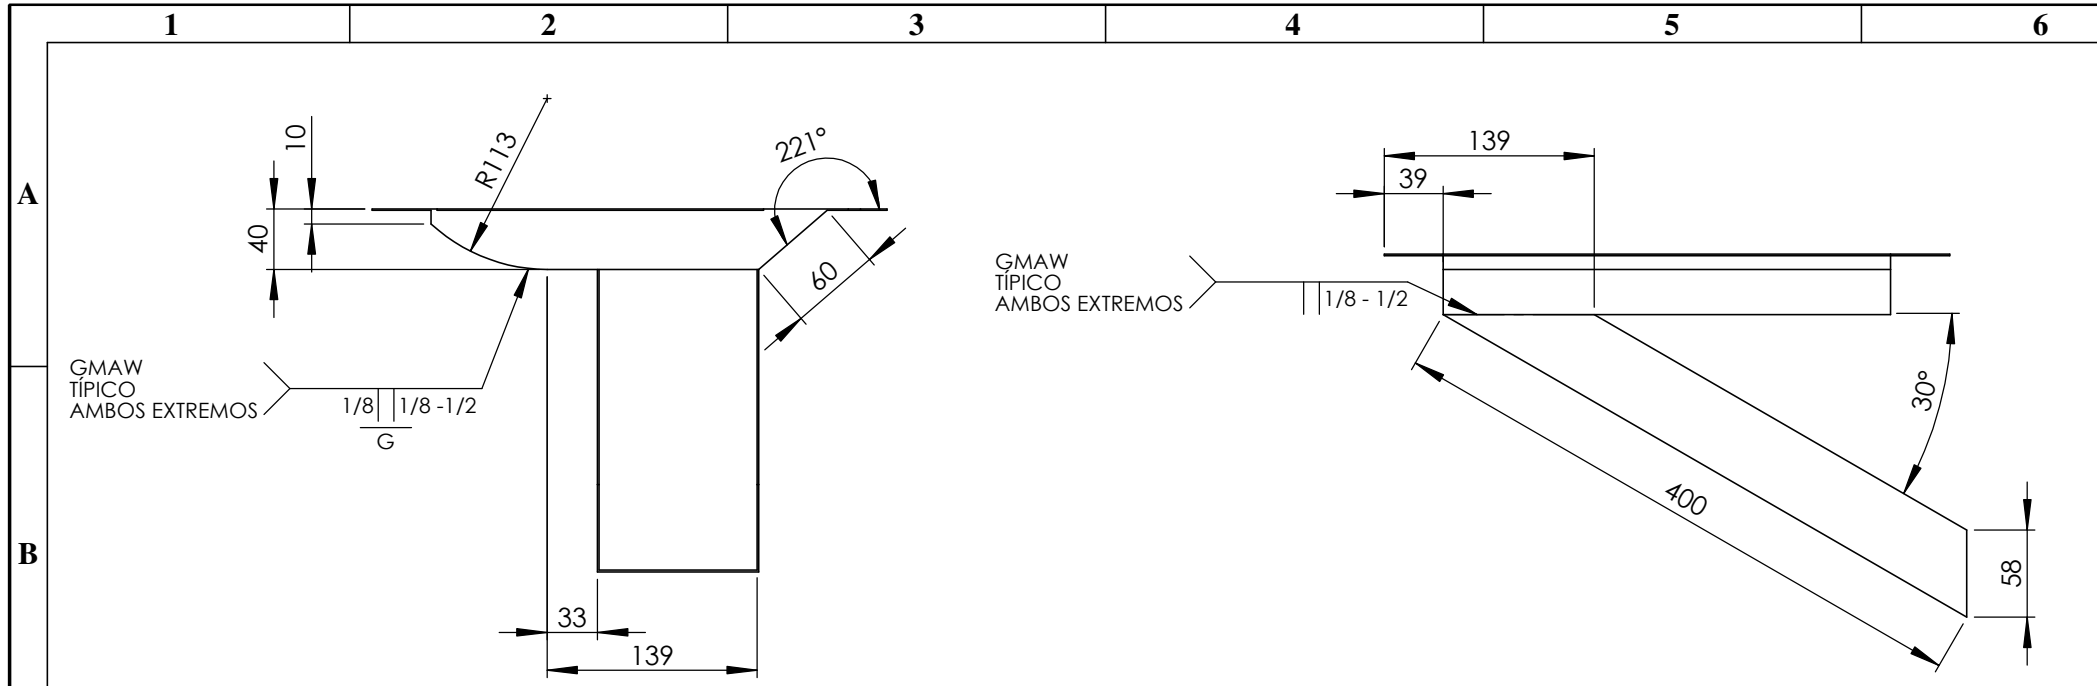 1 2 3 4 5 6
A
B
10
40
R113
221°
60
GMAW
TÍPICO
AMBOS EXTREMOS
1/8 1/8 -1/2
G
33
139
139
39
GMAW
TÍPICO
AMBOS EXTREMOS
1/8 - 1/2
30°
400
58